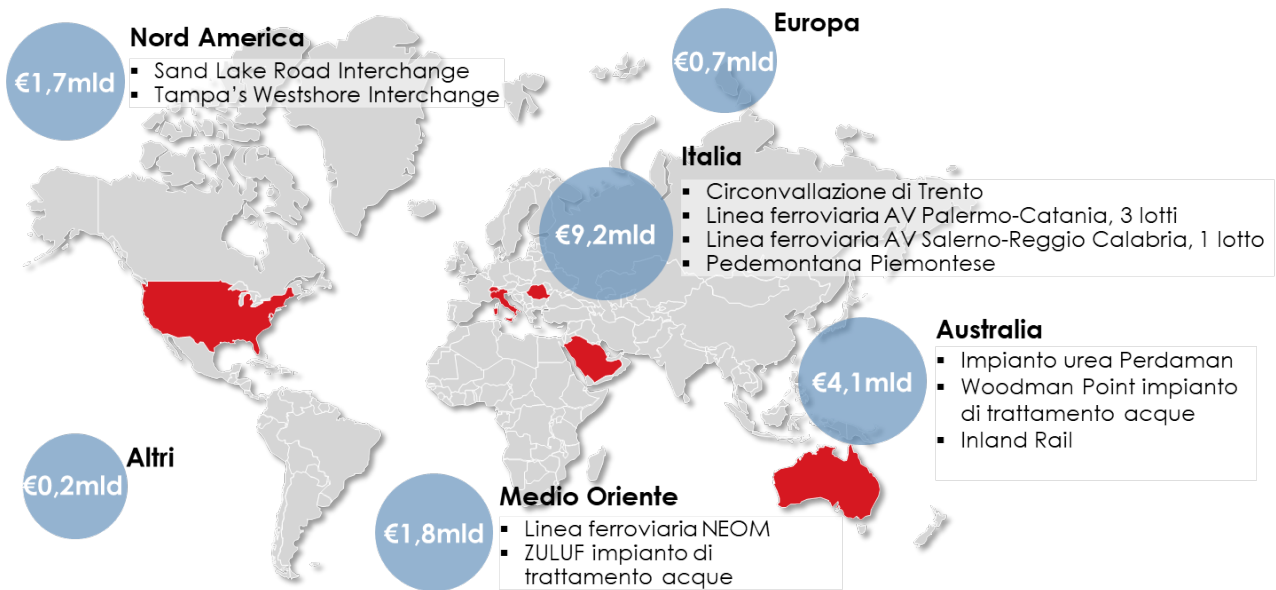 Nord America
€1,7mld
▪ Sand Lake Road Interchange
▪ Tampa's Westshore Interchange
Europa
€0,7mld
Italia
€9,2mld
▪ Circonvallazione di Trento
▪ Linea ferroviaria AV Palermo-Catania, 3 lotti
▪ Linea ferroviaria AV Salerno-Reggio Calabria, 1 lotto
▪ Pedemontana Piemontese
Australia
€4,1mld
▪ Impianto urea Perdaman
▪ Woodman Point impianto
di trattamento acque
▪ Inland Rail
Altri
€0,2mld
Medio Oriente
€1,8mld
▪ Linea ferroviaria NEOM
▪ ZULUF impianto di
trattamento acque